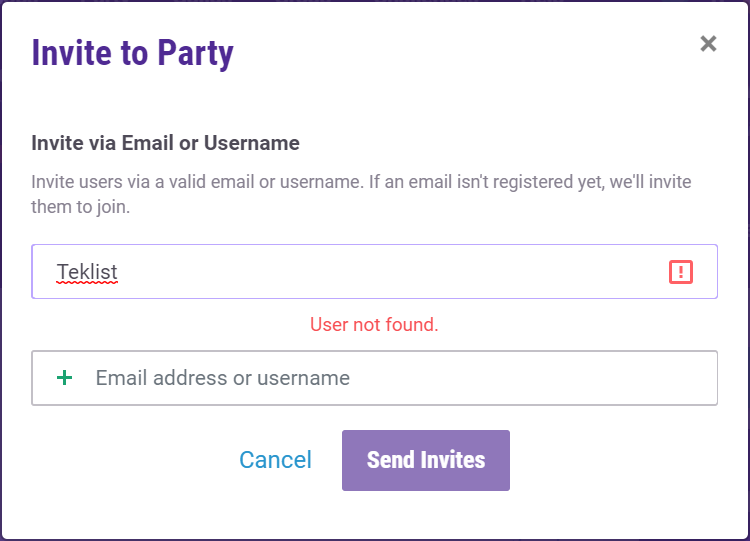 Invite to Party
Invite via Email or Username
Invite users via a valid email or username. If an email isn't registered yet, we'll invite
them to join.
Teklist
User not found.
Email address or username
Cancel
Send Invites